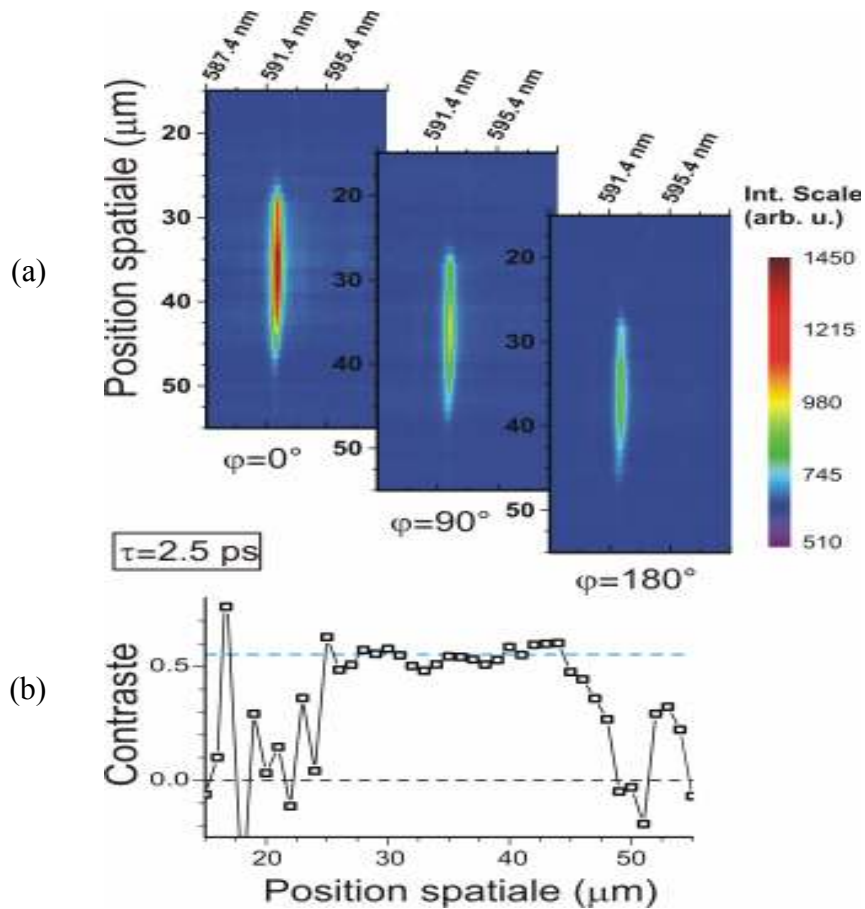 587.4 nm
591.4 nm
595.4 nm
591.4 nm
595.4 nm
591.4 nm
595.4 nm
(a)
Position spatiale (μm)
20
30
40
50
20
30
40
50
20
30
40
50
Int. Scale
(arb. u.)
1450
1215
980
745
510
φ=0°
φ=90°
φ=180°
τ=2.5 ps
(b)
Contraste
0.5
0.0
20 30 40 50
Position spatiale (μm)